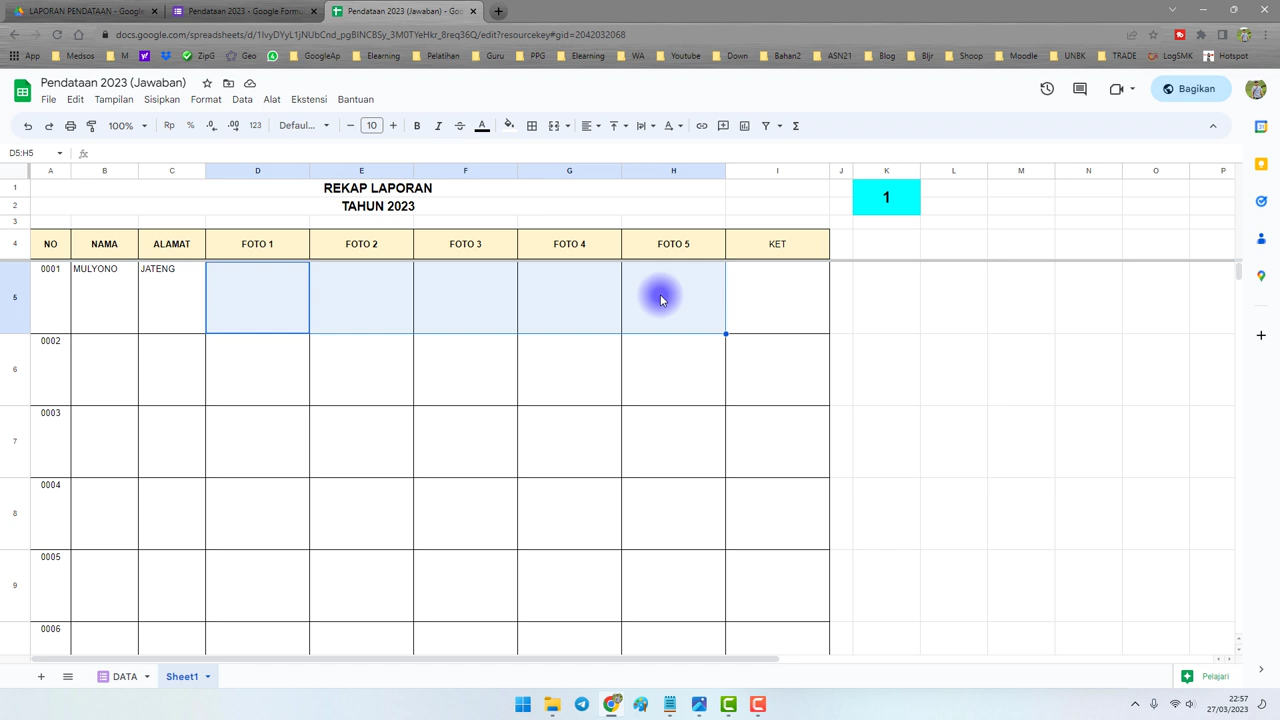 LAPORAN PENDATAAN - Google
Pendataan 2023 - Google Formu
Pendataan 2023 (Jawaban) - Goo
docs.google.com/spreadsheets/d/1IvyDYyL1jNUbCnd_pgBINCBSy_3M0TYeHrkkY_8req36Q/edit?resourcekey#gid=2042032068
App Medsos M Y ZipG Geo GoogleAp Elearning Pelatihan Guru PPG Elearning WA Youtube Down Bahan2 ASN21 Bljr Shoop Moodle UNBK TRADE LogSMK Hotspot
Pendataan 2023 (Jawaban)
File Edit Tampilan Sisipkan Format Data Alat Ekstensi Bantuan
Bagikan
100% Rp % .0 .00 123 Defaul... 10 B I A
D5:H5 fx
A B C D E F G H I J K L M N O P
1 REKAP LAPORAN 1
2 TAHUN 2023
3
4 NO NAMA ALAMAT FOTO 1 FOTO 2 FOTO 3 FOTO 4 FOTO 5 KET
5 0001 MULYONO JATENG
6 0002
7 0003
8 0004
9 0005
0006
DATA Sheet1 Pelajari
22:57
27/03/2023